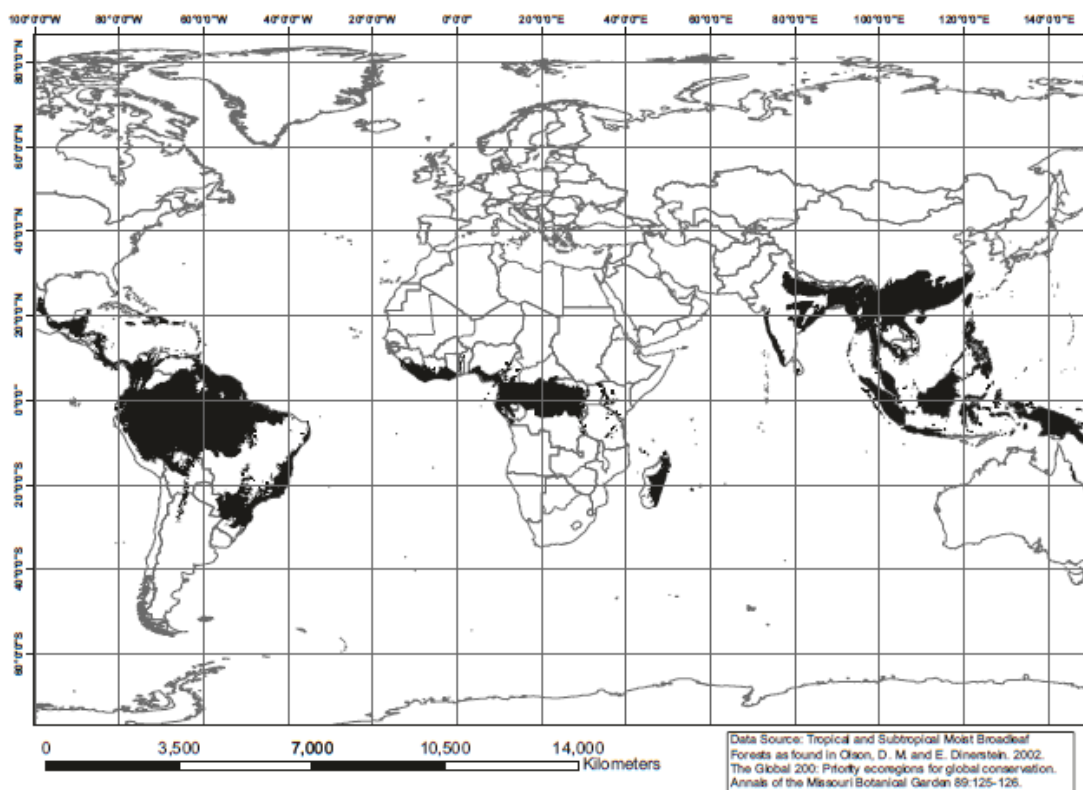 100°0'0"W 80°0'0"W 60°0'0"W 40°0'0"W 20°0'0"W 0°0'0" 20°0'0"E 40°0'0"E 60°0'0"E 80°0'0"E 100°0'0"E 120°0'0"E 140°0'0"E
80°0'0"N
60°0'0"N
40°0'0"N
20°0'0"N
0°0'0"
20°0'0"S
40°0'0"S
60°0'0"S
0 3,500 7,000 10,500 14,000
Kilometers
Data Source: Tropical and Subtropical Moist Broadleaf
Forests as found in Olson, D. M. and E. Dinerstein. 2002.
The Global 200: Priority ecoregions for global conservation.
Annals of the Missouri Botanical Garden 89:125-126.